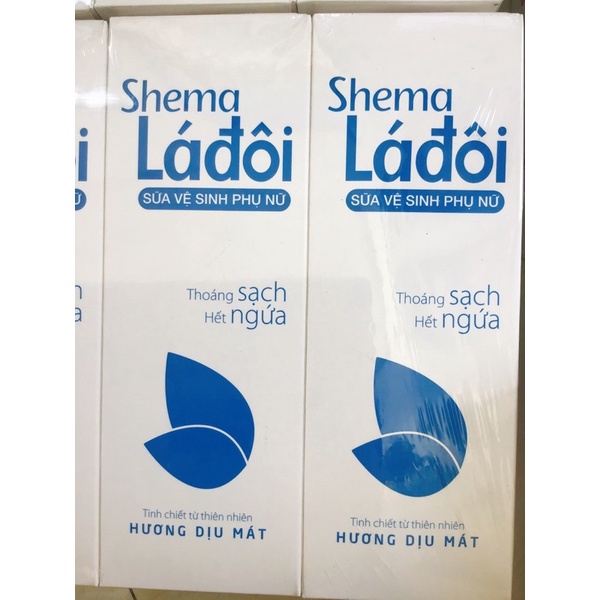 Shema
Láđôi
SỮA VỆ SINH PHỤ NỮ
Thoáng sạch
Hết ngứa
Tinh chiết từ thiên nhiên
HƯƠNG DỊU MÁT
Shema
Láđôi
SỮA VỆ SINH PHỤ NỮ
Thoáng sạch
Hết ngứa
Tinh chiết từ thiên nhiên
HƯƠNG DỊU MÁT